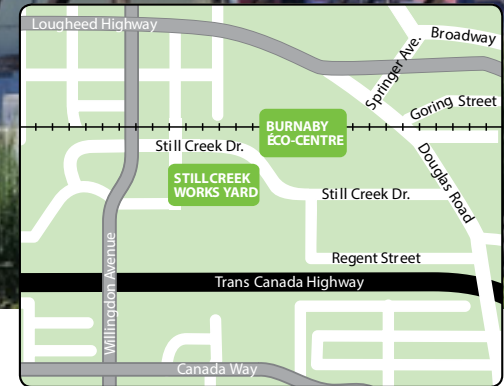 Lougheed Highway
Broadway
Springer Ave.
Goring Street
BURNABY
ÉCO-CENTRE
Still Creek Dr.
Douglas Road
STILLCREEK
WORKS YARD
Still Creek Dr.
Regent Street
Willingdon Avenue
Trans Canada Highway
Canada Way